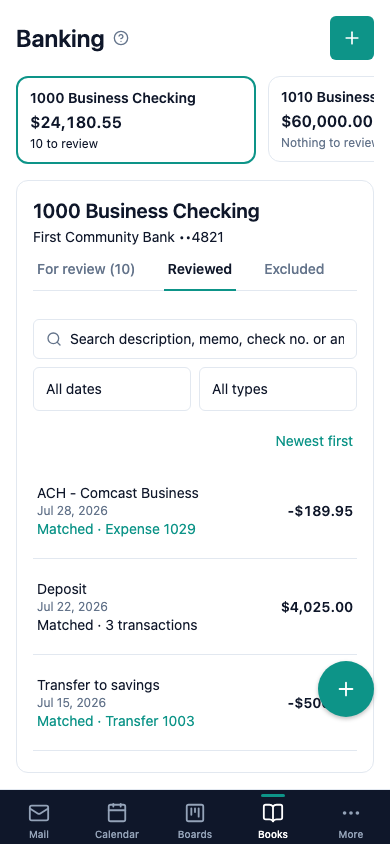 Banking
1000 Business Checking
$24,180.55
10 to review
1010 Business
$60,000.00
Nothing to
1000 Business Checking
First Community Bank ••4821
For review (10)
Reviewed
Excluded
Search description, memo, check no. or
All dates
All types
Newest first
ACH - Comcast Business
Jul 28, 2026
Matched · Expense 1029
-$189.95
Deposit
Jul 22, 2026
Matched · 3 transactions
$4,025.00
Transfer to savings
Jul 15, 2026
Matched · Transfer 1003
Mail
Calendar
Boards
Books
More